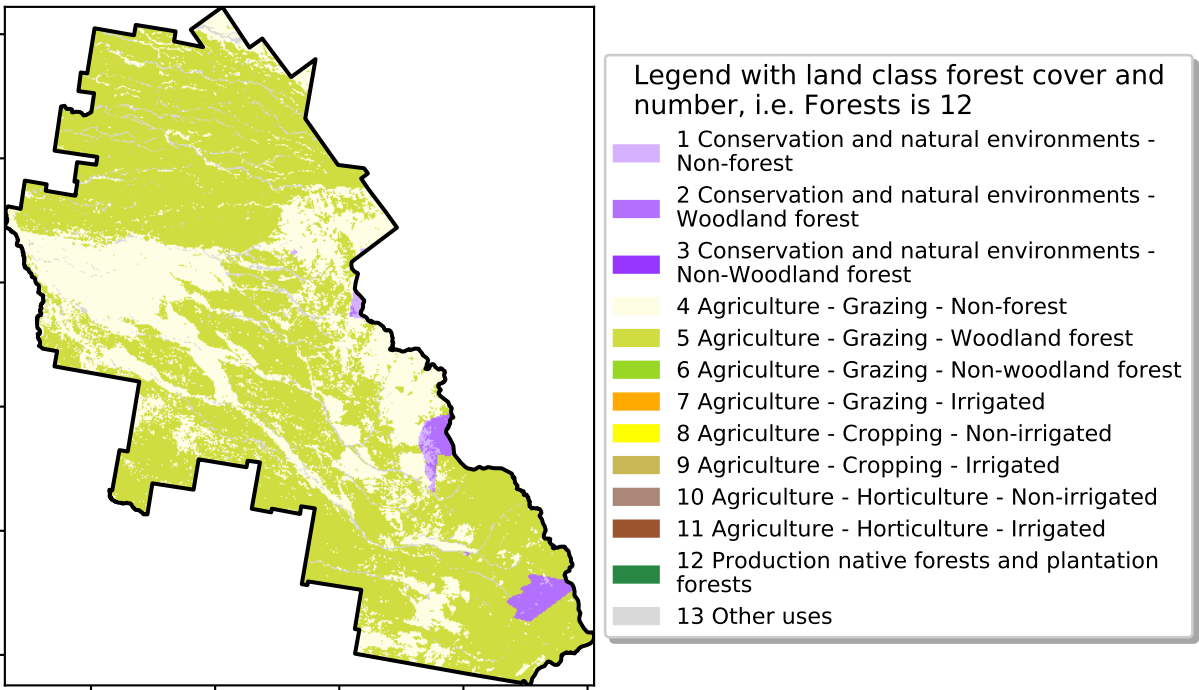 Legend with land class forest cover and
number, i.e. Forests is 12
1 Conservation and natural environments -
Non-forest
2 Conservation and natural environments -
Woodland forest
3 Conservation and natural environments -
Non-Woodland forest
4 Agriculture - Grazing - Non-forest
5 Agriculture - Grazing - Woodland forest
6 Agriculture - Grazing - Non-woodland forest
7 Agriculture - Grazing - Irrigated
8 Agriculture - Cropping - Non-irrigated
9 Agriculture - Cropping - Irrigated
10 Agriculture - Horticulture - Non-irrigated
11 Agriculture - Horticulture - Irrigated
12 Production native forests and plantation
forests
13 Other uses